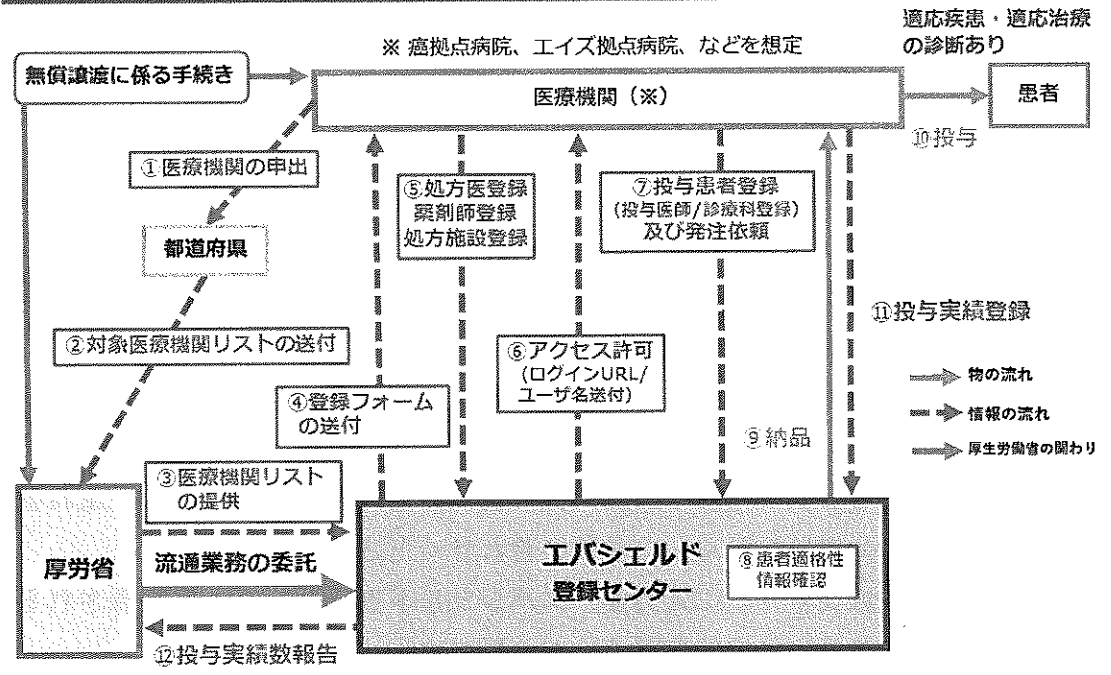 適応疾患・適応治療
の診断あり
※ 癌拠点病院、エイズ拠点病院、などを想定
無償譲渡に係る手続き
医療機関（※）
患者
⑩投与
①医療機関の申出
⑤処方医登録
薬剤師登録
処方施設登録
⑦投与患者登録
（投与医師/診療科登録）
及び発注依頼
都道府県
②対象医療機関リストの送付
⑥アクセス許可
(ログインURL/
ユーザ名送付)
⑪投与実績登録
④登録フォーム
の送付
⑨納品
物の流れ
情報の流れ
厚生労働省の関わり
③医療機関リスト
の提供
厚労省
流通業務の委託
エバシェルド
登録センター
⑧患者適格性
情報確認
⑫投与実績数報告